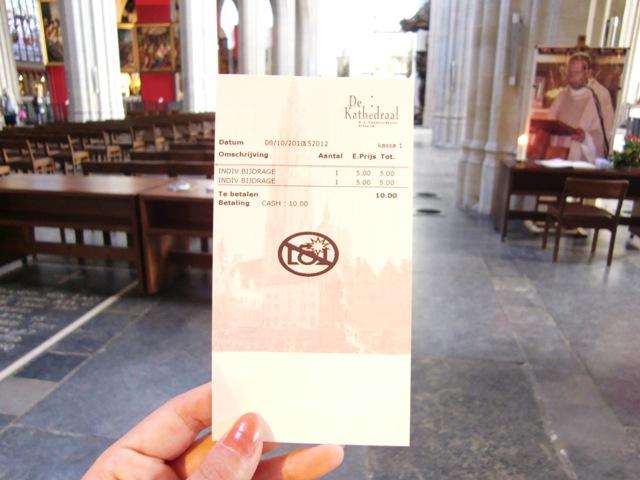 De
Kathedraal
Datum 08/10/2010 152012 kassa 1
Omschrijving Aantal E.Prijs Tot.
INDIV.BIJDRAGE 1 5.00 5.00
INDIV.BIJDRAGE 1 5.00 5.00
Te betalen 10.00
Betaling CASH : 10.00